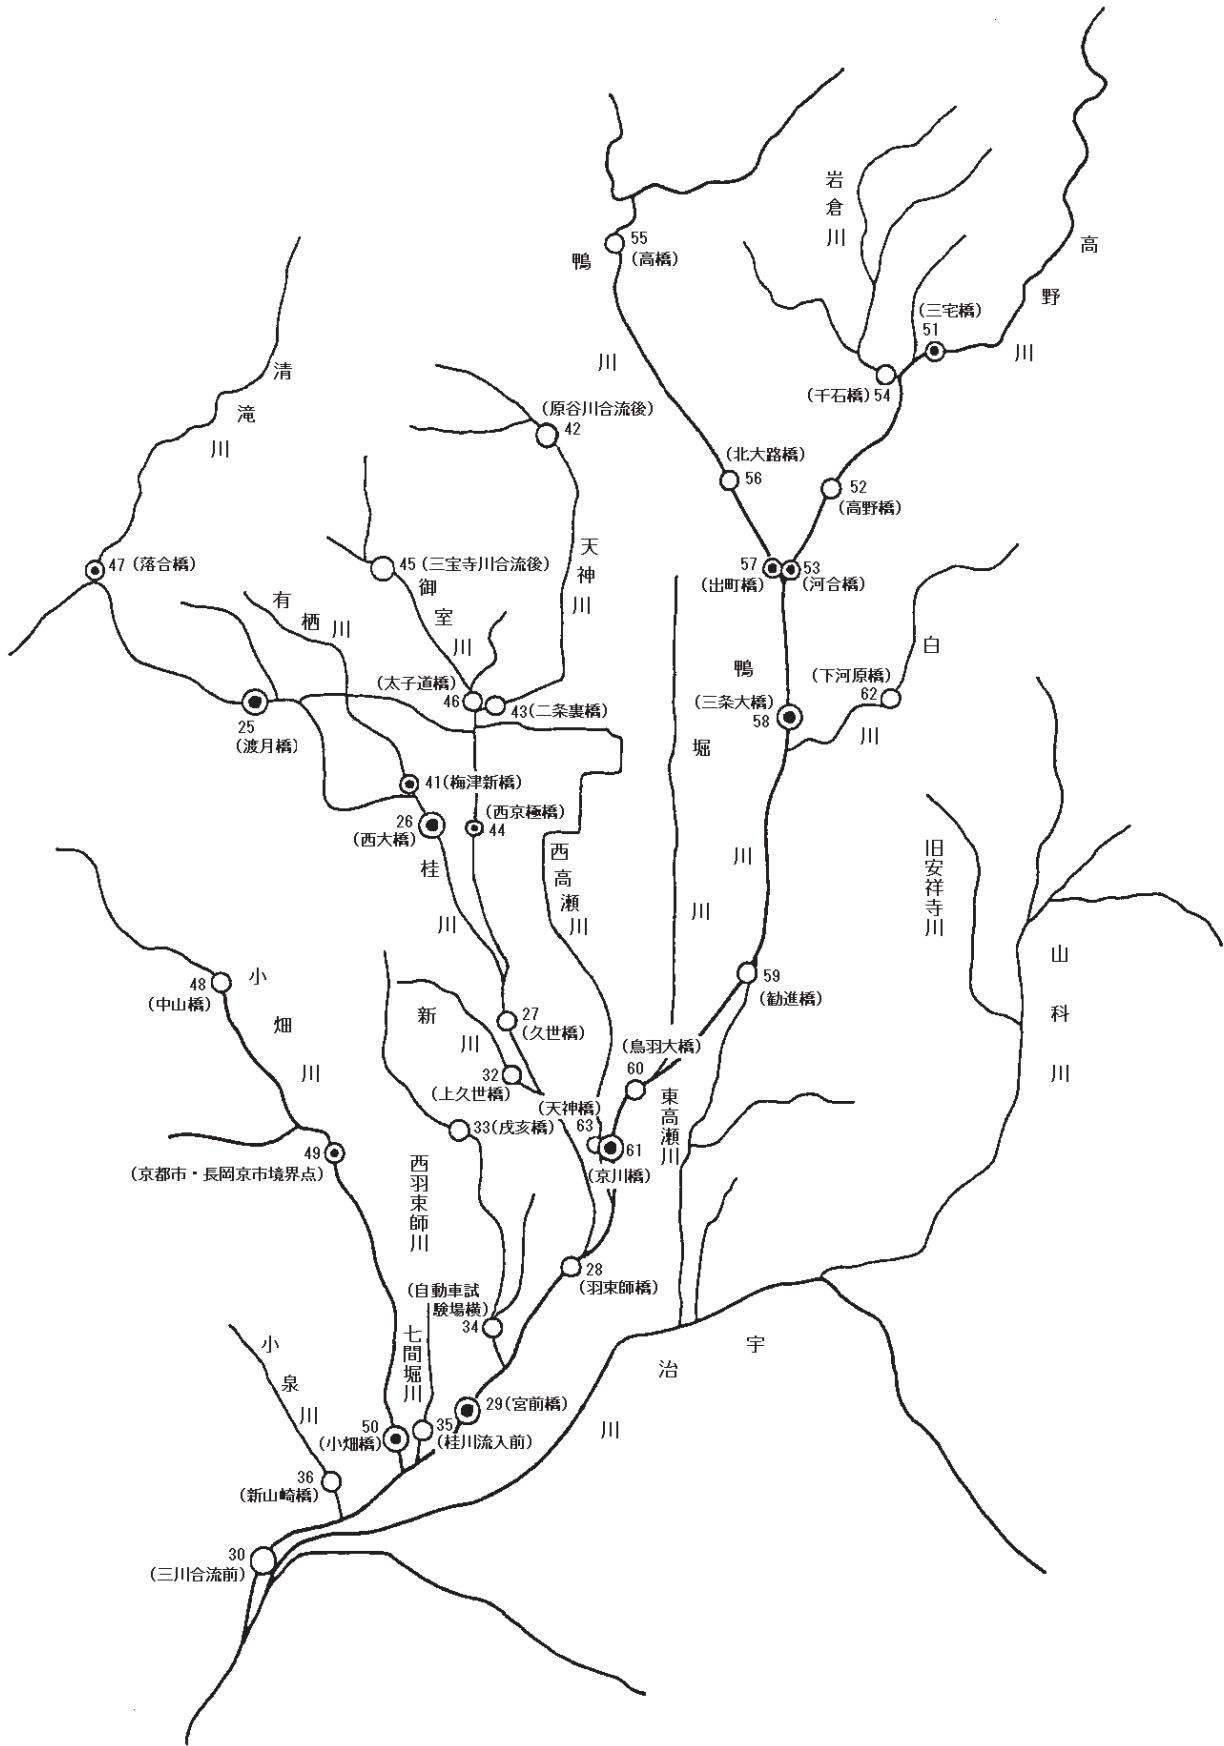 岩倉川
高野川
鴨川
55
(高橋)
(三宅橋)
51
(千石橋)
54
清滝川
(原谷川合流後)
42
(北大路橋)
56
52
(高野橋)
47(落合橋)
45(三宝寺川合流後)
天神川
57
(出町橋)
53
(河合橋)
有栖川
御室川
白川
鴨川
(下河原橋)
62
(太子道橋)
46
43(二条裏橋)
(三条大橋)
58
25
(渡月橋)
堀川
41(梅津新橋)
(西京極橋)
44
26
(西大橋)
桂川
西高瀬川
旧安祥寺川
山科川
48
(中山橋)
小畑川
59
(勧進橋)
新川
27
(久世橋)
(鳥羽大橋)
60
32
(上久世橋)
(天神橋)
63
東高瀬川
33(戌亥橋)
61
(京川橋)
49
(京都市・長岡京市境界点)
西羽束師川
28
(羽束師橋)
(自動車試
験場横)
34
七間堀川
小泉川
宇治川
29(宮前橋)
50
(小畑橋)
35
(桂川流入前)
36
(新山崎橋)
30
(三川合流前)